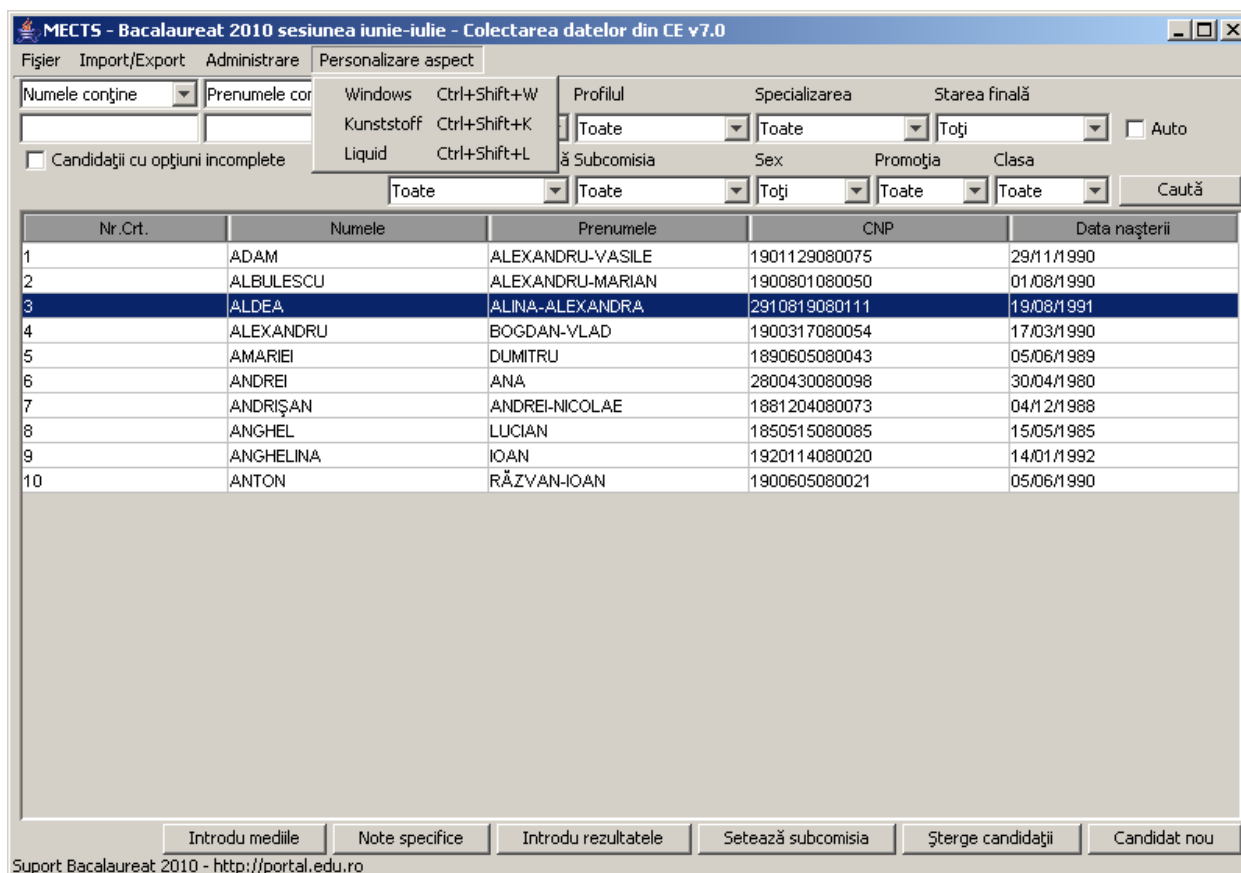 MECTS - Bacalaureat 2010 sesiunea iunie-iulie - Colectarea datelor din CE v7.0
Fişier Import/Export Administrare Personalizare aspect
Windows Ctrl+Shift+W
Kunststoff Ctrl+Shift+K
Liquid Ctrl+Shift+L
Numele conţine Prenumele con Profilul Specializarea Starea finală
Toate Toate Toţi Auto
Candidaţii cu opţiuni incomplete ă Subcomisia Sex Promoţia Clasa
Toate Toate Toţi Toate Toate Caută
Nr.Crt. Numele Prenumele CNP Data naşterii
1 ADAM ALEXANDRU-VASILE 1901129080075 29/11/1990
2 ALBULESCU ALEXANDRU-MARIAN 1900801080050 01/08/1990
3 ALDEA ALINA-ALEXANDRA 2910819080111 19/08/1991
4 ALEXANDRU BOGDAN-VLAD 1900317080054 17/03/1990
5 AMARIEI DUMITRU 1890605080043 05/06/1989
6 ANDREI ANA 2800430080098 30/04/1980
7 ANDRIŞAN ANDREI-NICOLAE 1881204080073 04/12/1988
8 ANGHEL LUCIAN 1850515080085 15/05/1985
9 ANGHELINA IOAN 1920114080020 14/01/1992
10 ANTON RĂZVAN-IOAN 1900605080021 05/06/1990
Introdu mediile Note specifice Introdu rezultatele Setează subcomisia Şterge candidaţii Candidat nou
Suport Bacalaureat 2010 - http://portal.edu.ro